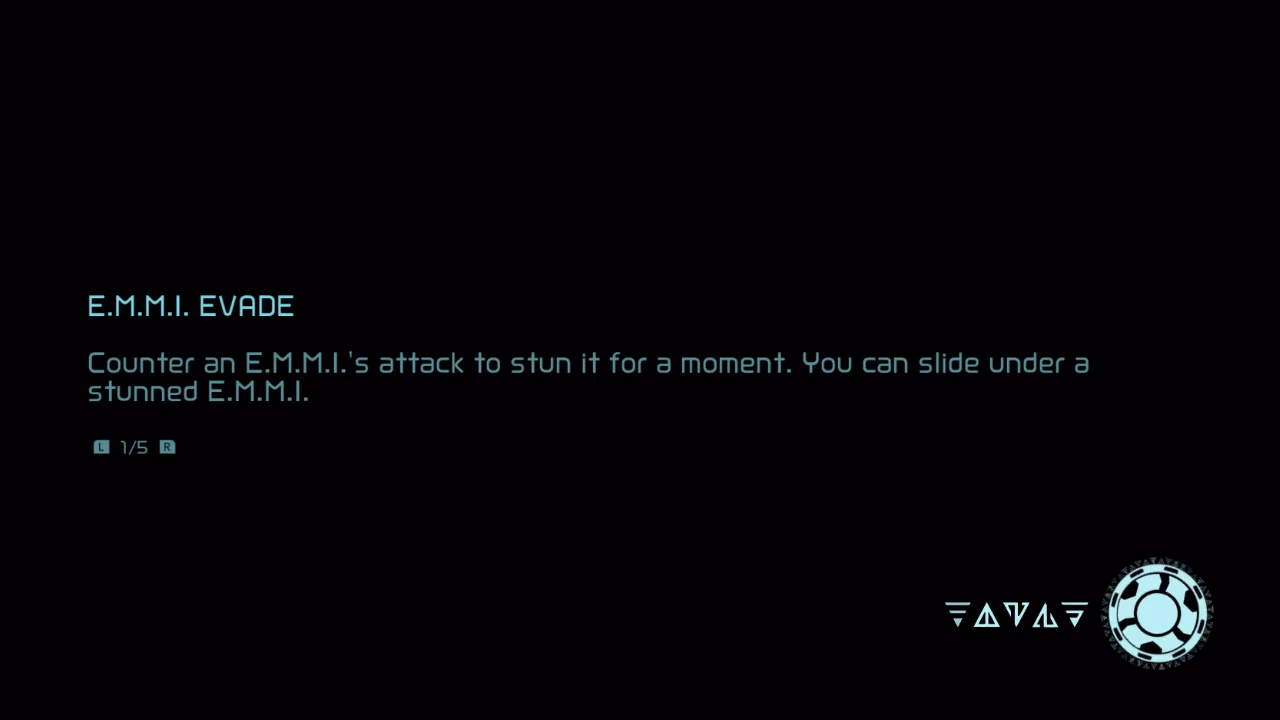 E.M.M.I. EVADE
Counter an E.M.M.I.'s attack to stun it for a moment. You can slide under a
stunned E.M.M.I.
L 1/5 R